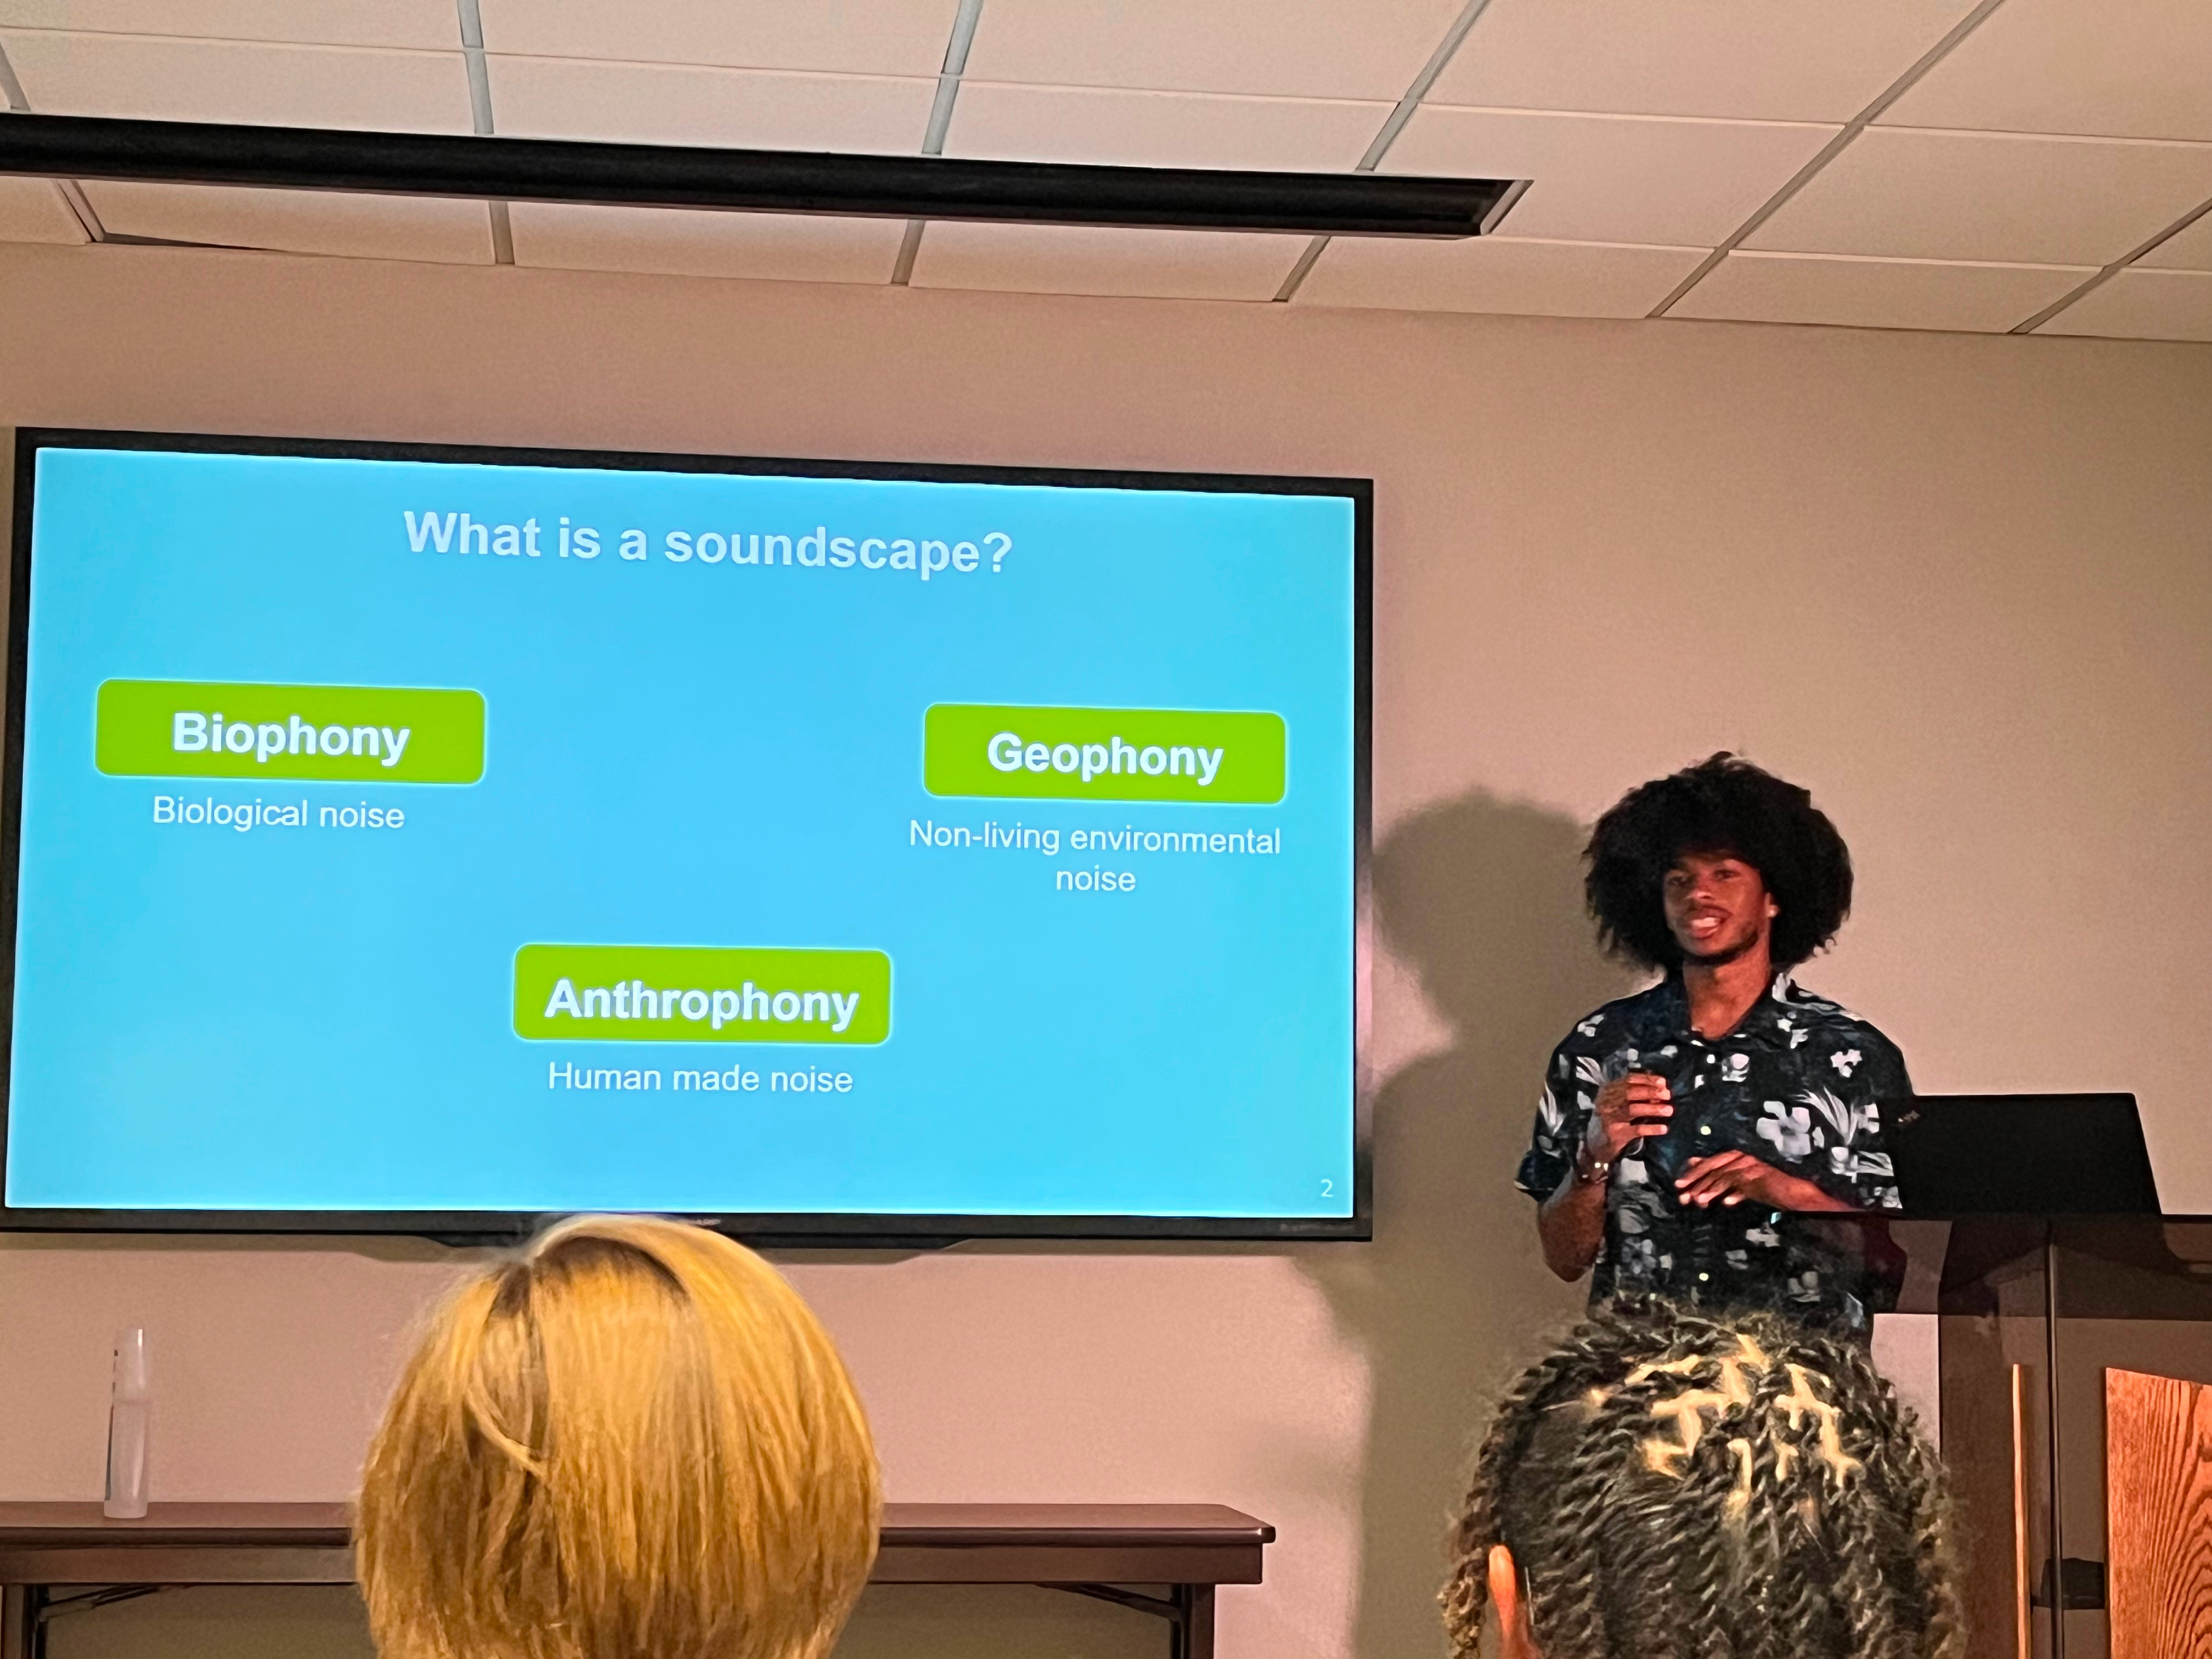 What is a soundscape?
Biophony
Biological noise
Geophony
Non-living environmental
noise
Anthrophony
Human made noise
2